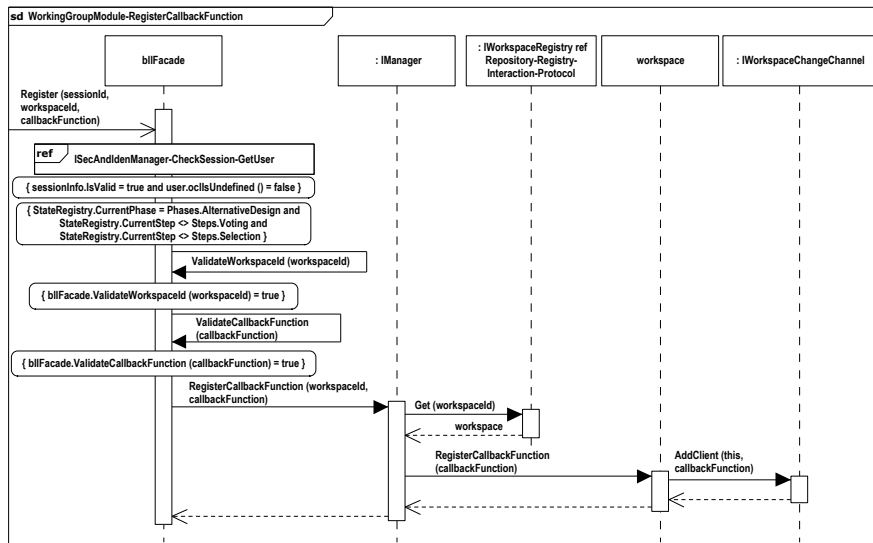 sd WorkingGroupModule-RegisterCallbackFunction
bllFacade
: IManager
: IWorkspaceRegistry ref
Repository-Registry-
Interaction-Protocol
workspace
: IWorkspaceChangeChannel
Register (sessionId,
workspaceId,
callbackFunction)
ref
ISecAndIdenManager-CheckSession-GetUser
{ sessionInfo.IsValid = true and user.oclIsUndefined () = false }
{ StateRegistry.CurrentPhase = Phases.AlternativeDesign and
StateRegistry.CurrentStep <> Steps.Voting and
StateRegistry.CurrentStep <> Steps.Selection }
ValidateWorkspaceId (workspaceId)
{ bllFacade.ValidateWorkspaceId (workspaceId) = true }
ValidateCallbackFunction
(callbackFunction)
{ bllFacade.ValidateCallbackFunction (callbackFunction) = true }
RegisterCallbackFunction (workspaceId,
callbackFunction)
Get (workspaceId)
workspace
RegisterCallbackFunction
(callbackFunction)
AddClient (this,
callbackFunction)